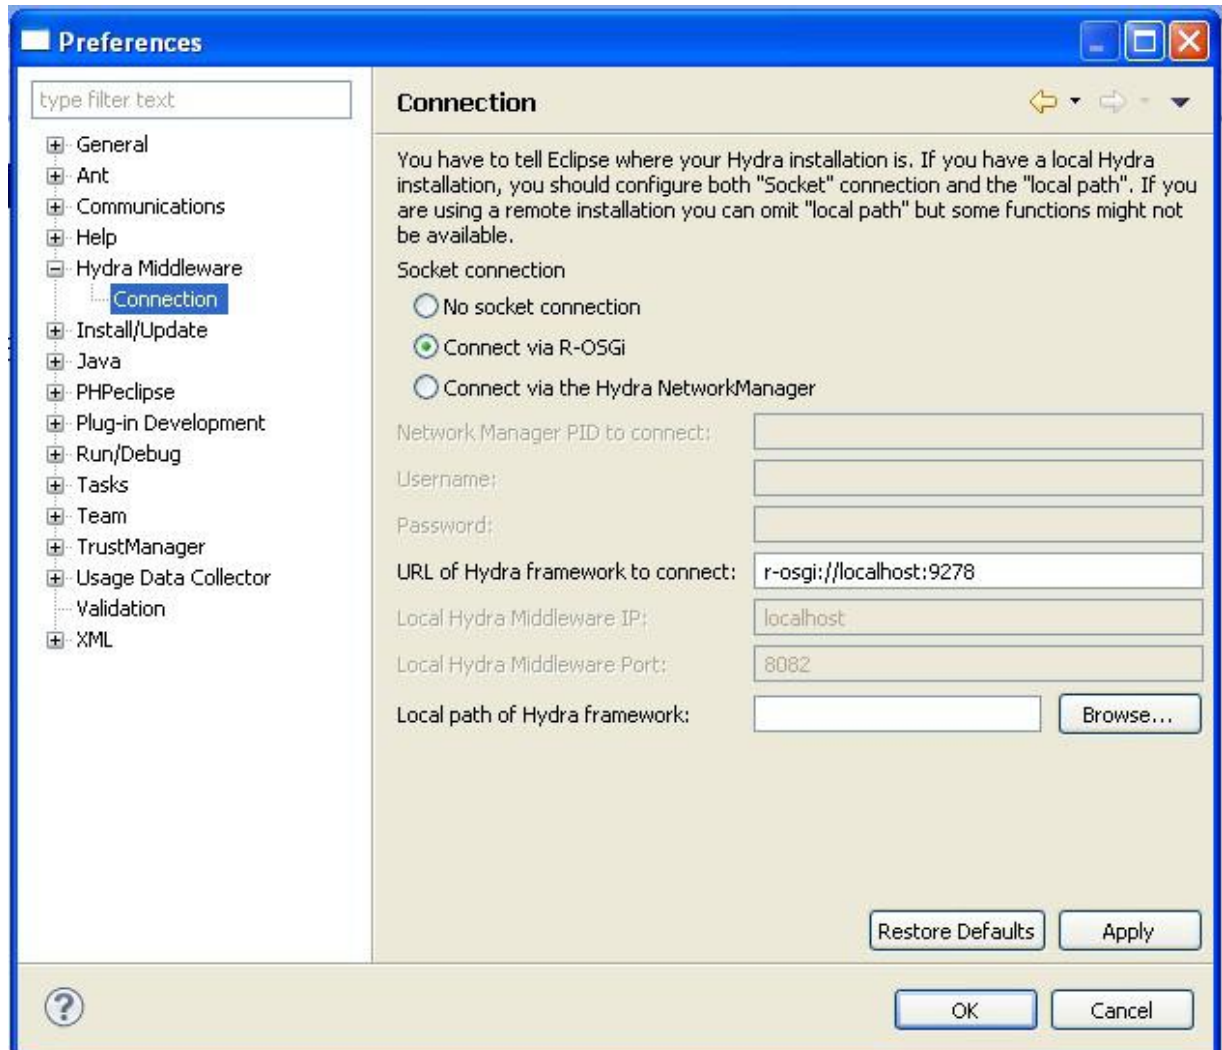 Preferences
type filter text
General
Ant
Communications
Help
Hydra Middleware
Connection
Install/Update
Java
PHPeclipse
Plug-in Development
Run/Debug
Tasks
Team
TrustManager
Usage Data Collector
Validation
XML
Connection
You have to tell Eclipse where your Hydra installation is. If you have a local Hydra
installation, you should configure both "Socket" connection and the "local path". If you
are using a remote installation you can omit "local path" but some functions might not
be available.
Socket connection
No socket connection
Connect via R-OSGi
Connect via the Hydra NetworkManager
Network Manager PID to connect:
Username:
Password:
URL of Hydra framework to connect: r-osgi://localhost:9278
Local Hydra Middleware IP: localhost
Local Hydra Middleware Port: 8082
Local path of Hydra framework: Browse...
Restore Defaults Apply
? OK Cancel